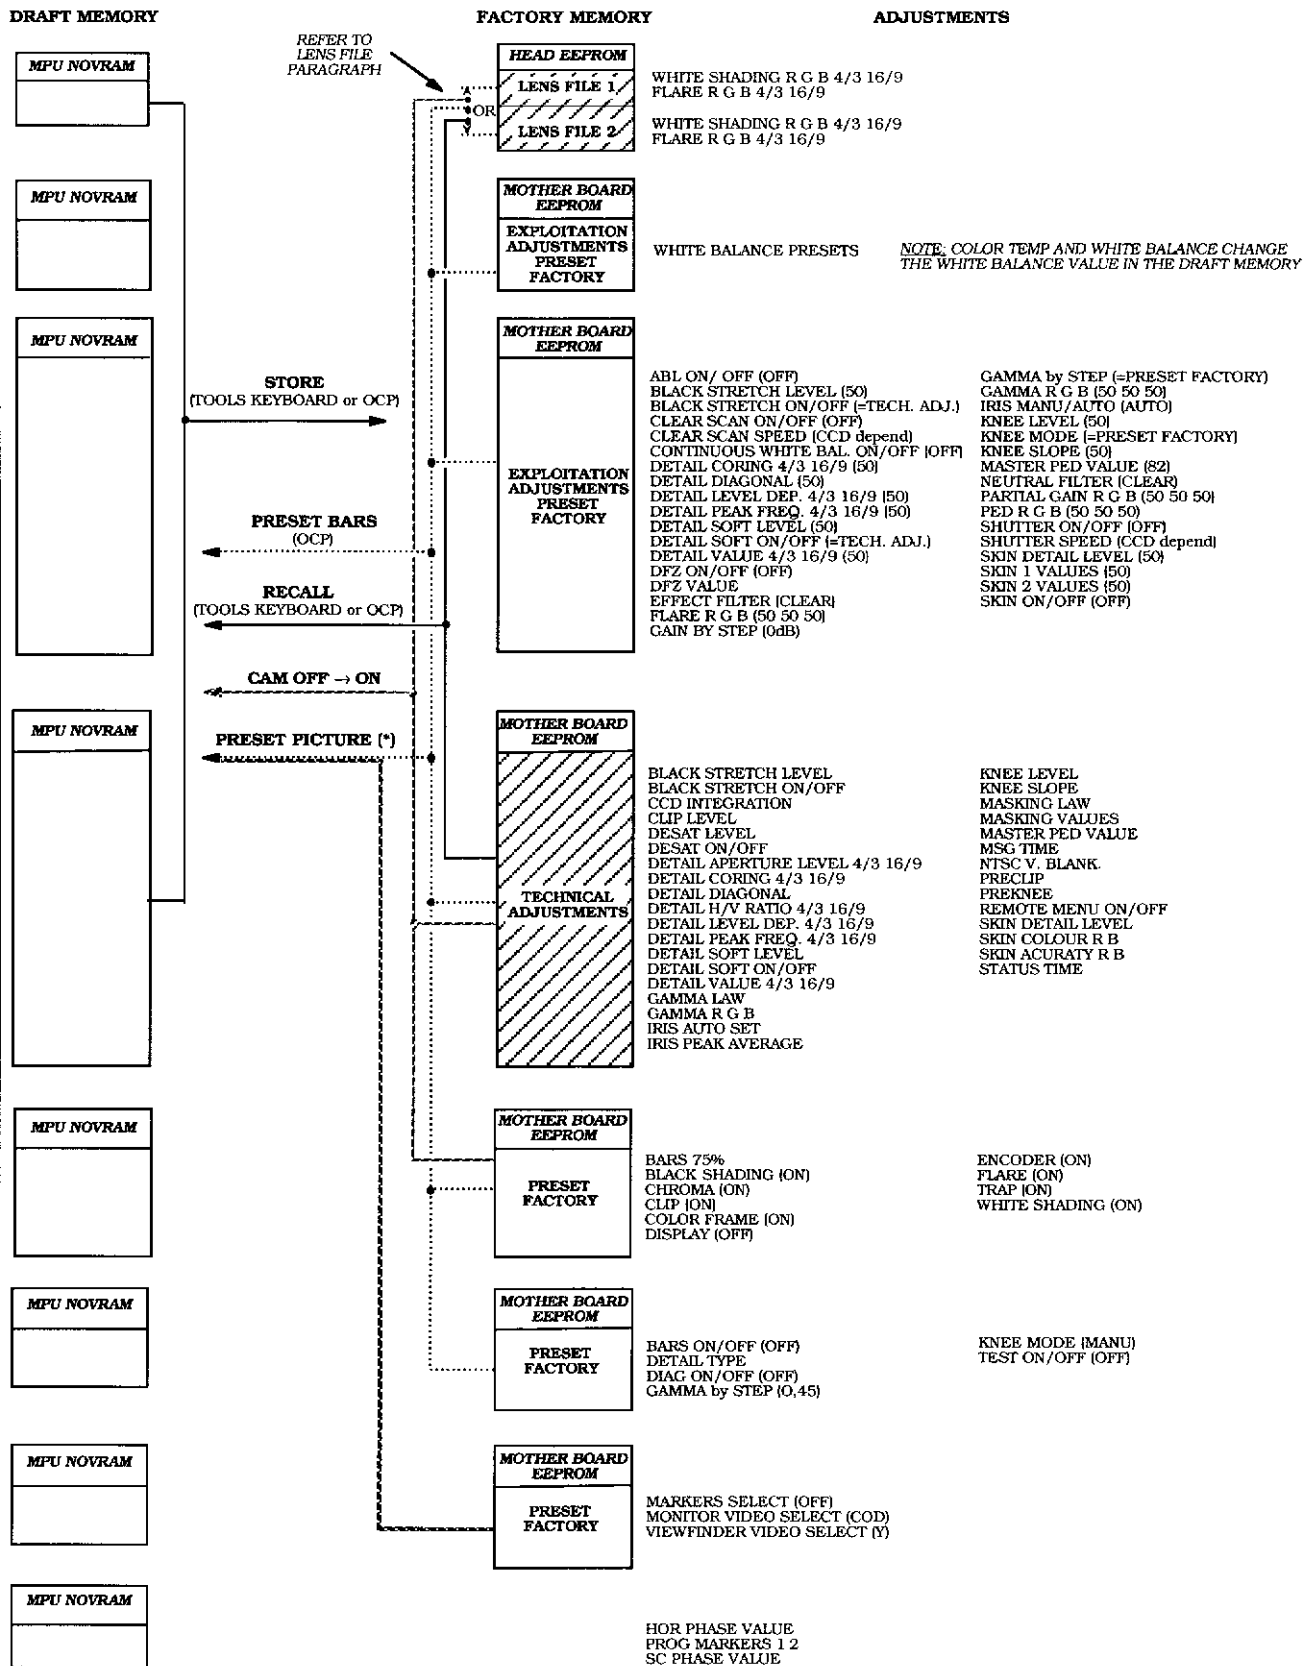 DRAFT MEMORY
FACTORY MEMORY
ADJUSTMENTS
REFER TO
LENS FILE
PARAGRAPH
MPU NOVRAM
HEAD EEPROM
LENS FILE 1
OR
LENS FILE 2
WHITE SHADING R G B 4/3 16/9
FLARE R G B 4/3 16/9
WHITE SHADING R G B 4/3 16/9
FLARE R G B 4/3 16/9
MPU NOVRAM
MOTHER BOARD
EEPROM
EXPLOITATION
ADJUSTMENTS
PRESET
FACTORY
WHITE BALANCE PRESETS
NOTE: COLOR TEMP AND WHITE BALANCE CHANGE
THE WHITE BALANCE VALUE IN THE DRAFT MEMORY
MPU NOVRAM
STORE
(TOOLS KEYBOARD or OCP)
PRESET BARS
(OCP)
RECALL
(TOOLS KEYBOARD or OCP)
CAM OFF → ON
PRESET PICTURE (*)
MOTHER BOARD
EEPROM
EXPLOITATION
ADJUSTMENTS
PRESET
FACTORY
ABL ON/ OFF (OFF)
BLACK STRETCH LEVEL (50)
BLACK STRETCH ON/OFF (=TECH. ADJ.)
CLEAR SCAN ON/OFF (OFF)
CLEAR SCAN SPEED (CCD depend)
CONTINUOUS WHITE BAL. ON/OFF (OFF)
DETAIL CORING 4/3 16/9 (50)
DETAIL DIAGONAL (50)
DETAIL LEVEL DEP. 4/3 16/9 (50)
DETAIL PEAK FREQ. 4/3 16/9 (50)
DETAIL SOFT LEVEL (50)
DETAIL SOFT ON/OFF (=TECH. ADJ.)
DETAIL VALUE 4/3 16/9 (50)
DFZ ON/OFF (OFF)
DFZ VALUE
EFFECT FILTER (CLEAR)
FLARE R G B (50 50 50)
GAIN BY STEP (0dB)
GAMMA by STEP (=PRESET FACTORY)
GAMMA R G B (50 50 50)
IRIS MANU/AUTO (AUTO)
KNEE LEVEL (50)
KNEE MODE (=PRESET FACTORY)
KNEE SLOPE (50)
MASTER PED VALUE (82)
NEUTRAL FILTER (CLEAR)
PARTIAL GAIN R G B (50 50 50)
PED R G B (50 50 50)
SHUTTER ON/OFF (OFF)
SHUTTER SPEED (CCD depend)
SKIN DETAIL LEVEL (50)
SKIN 1 VALUES (50)
SKIN 2 VALUES (50)
SKIN ON/OFF (OFF)
MPU NOVRAM
MOTHER BOARD
EEPROM
TECHNICAL
ADJUSTMENTS
BLACK STRETCH LEVEL
BLACK STRETCH ON/OFF
CCD INTEGRATION
CLIP LEVEL
DESAT LEVEL
DESAT ON/OFF
DETAIL APERTURE LEVEL 4/3 16/9
DETAIL CORING 4/3 16/9
DETAIL DIAGONAL
DETAIL H/V RATIO 4/3 16/9
DETAIL LEVEL DEP. 4/3 16/9
DETAIL PEAK FREQ. 4/3 16/9
DETAIL SOFT LEVEL
DETAIL SOFT ON/OFF
DETAIL VALUE 4/3 16/9
GAMMA LAW
GAMMA R G B
IRIS AUTO SET
IRIS PEAK AVERAGE
KNEE LEVEL
KNEE SLOPE
MASKING LAW
MASKING VALUES
MASTER PED VALUE
MSG TIME
NTSC V. BLANK.
PRECLIP
PREKNEE
REMOTE MENU ON/OFF
SKIN DETAIL LEVEL
SKIN COLOUR R B
SKIN ACURATY R B
STATUS TIME
MPU NOVRAM
MOTHER BOARD
EEPROM
PRESET
FACTORY
BARS 75%
BLACK SHADING (ON)
CHROMA (ON)
CLIP (ON)
COLOR FRAME (ON)
DISPLAY (OFF)
ENCODER (ON)
FLARE (ON)
TRAP (ON)
WHITE SHADING (ON)
MPU NOVRAM
MOTHER BOARD
EEPROM
PRESET
FACTORY
BARS ON/OFF (OFF)
DETAIL TYPE
DIAG ON/OFF (OFF)
GAMMA by STEP (O,45)
KNEE MODE (MANU)
TEST ON/OFF (OFF)
MPU NOVRAM
MOTHER BOARD
EEPROM
PRESET
FACTORY
MARKERS SELECT (OFF)
MONITOR VIDEO SELECT (COD)
VIEWFINDER VIDEO SELECT (Y)
MPU NOVRAM
HOR PHASE VALUE
PROG MARKERS 1 2
SC PHASE VALUE